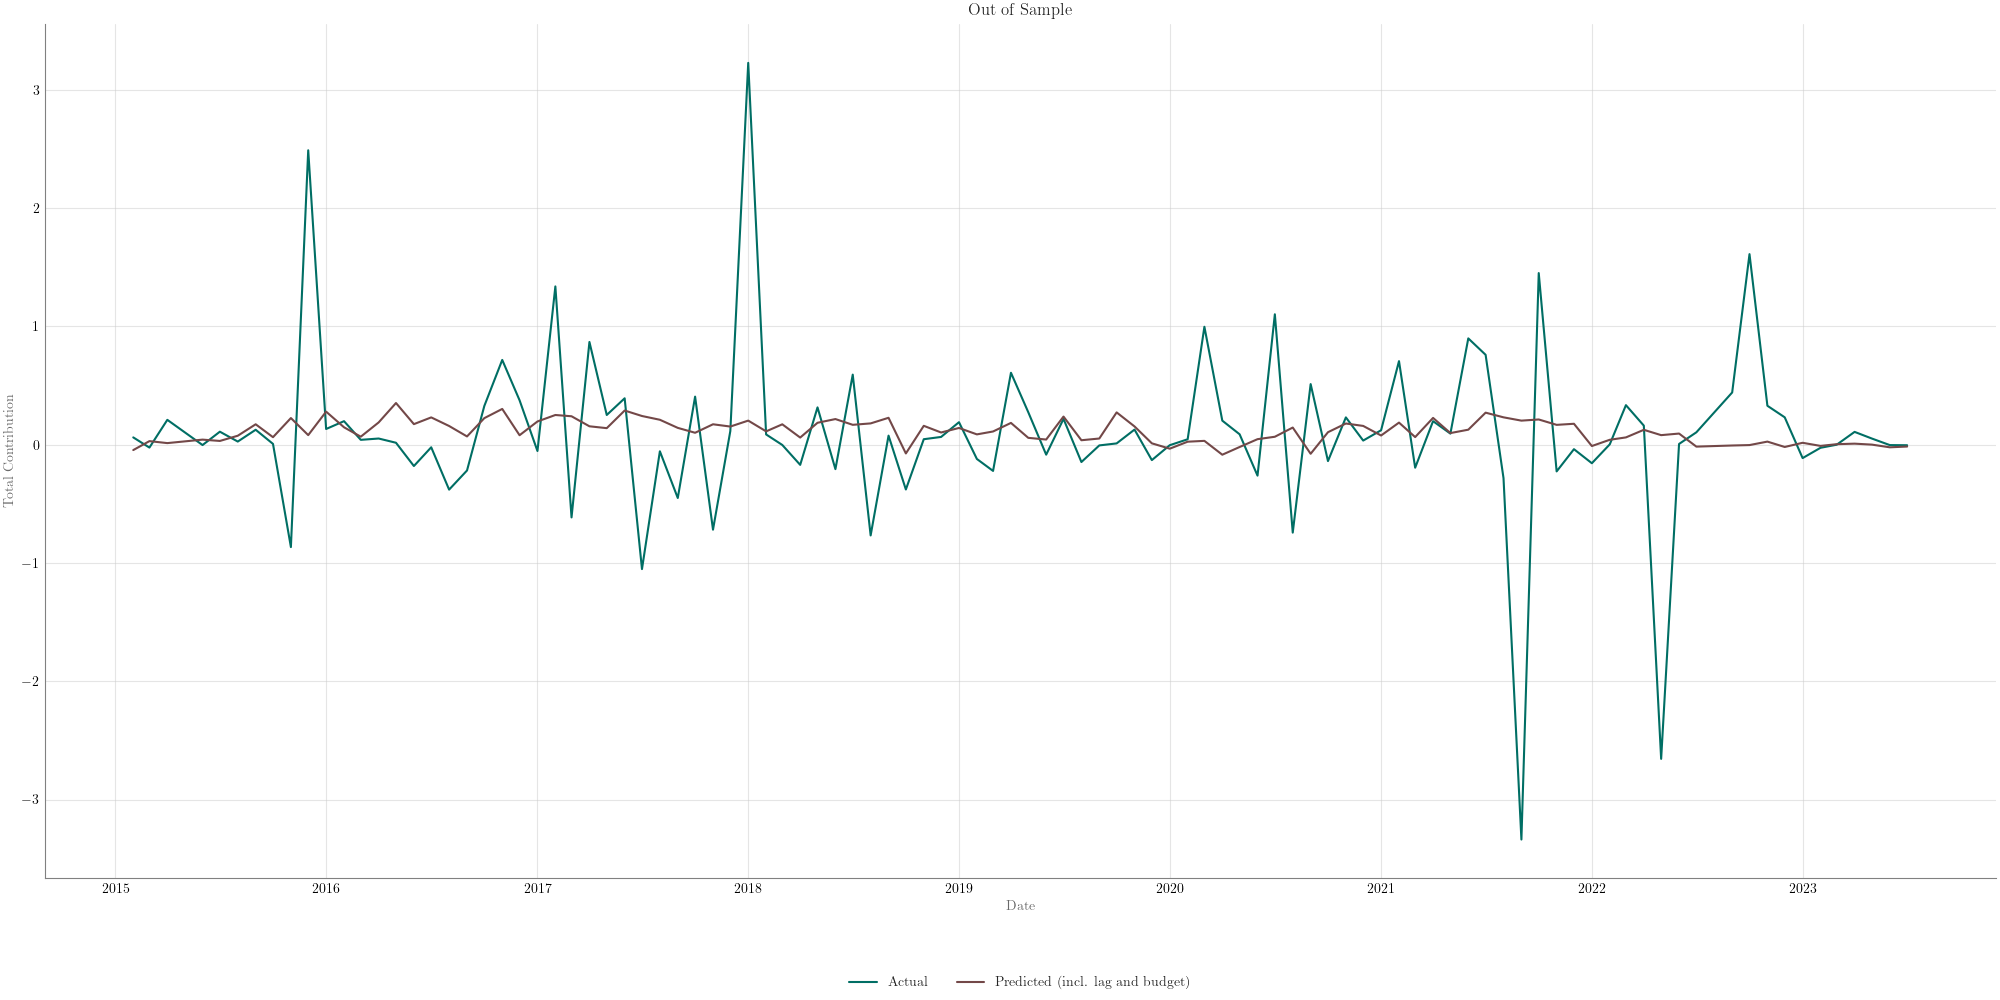 Out of Sample
Total Contribution
3
2
1
0
−1
−2
−3
2015 2016 2017 2018 2019 2020 2021 2022 2023
Date
Actual Predicted (incl. lag and budget)